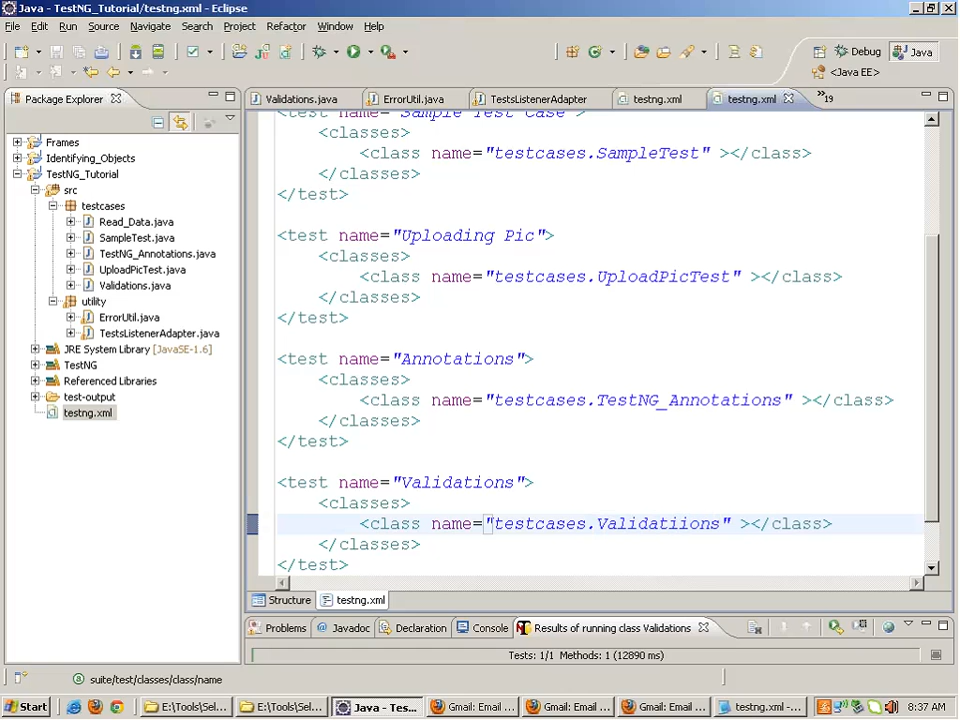 Java - TestNG_Tutorial/testng.xml - Eclipse
File Edit Run Source Navigate Search Project Refactor Window Help
Debug Java
<Java EE>
Package Explorer
Validations.java ErrorUtil.java TestsListenerAdapter testng.xml testng.xml »19
Frames
Identifying_Objects
TestNG_Tutorial
src
testcases
Read_Data.java
SampleTest.java
TestNG_Annotations.java
UploadPicTest.java
Validations.java
utility
ErrorUtil.java
TestsListenerAdapter.java
JRE System Library [JavaSE-1.6]
TestNG
Referenced Libraries
test-output
testng.xml
<test name="Sample Test Case">
<classes>
<class name="testcases.SampleTest" ></class>
</classes>
</test>
<test name="Uploading Pic">
<classes>
<class name="testcases.UploadPicTest" ></class>
</classes>
</test>
<test name="Annotations">
<classes>
<class name="testcases.TestNG_Annotations" ></class>
</classes>
</test>
<test name="Validations">
<classes>
<class name="testcases.Validatiions" ></class>
</classes>
</test>
Structure testng.xml
Problems Javadoc Declaration Console Results of running class Validations
Tests: 1/1 Methods: 1 (12890 ms)
suite/test/classes/class/name
Start E:\Tools\Sel... E:\Tools\Sel... Java - Tes... Gmail: Email ... Gmail: Email ... Gmail: Email ... testng.xml -... 8:37 AM